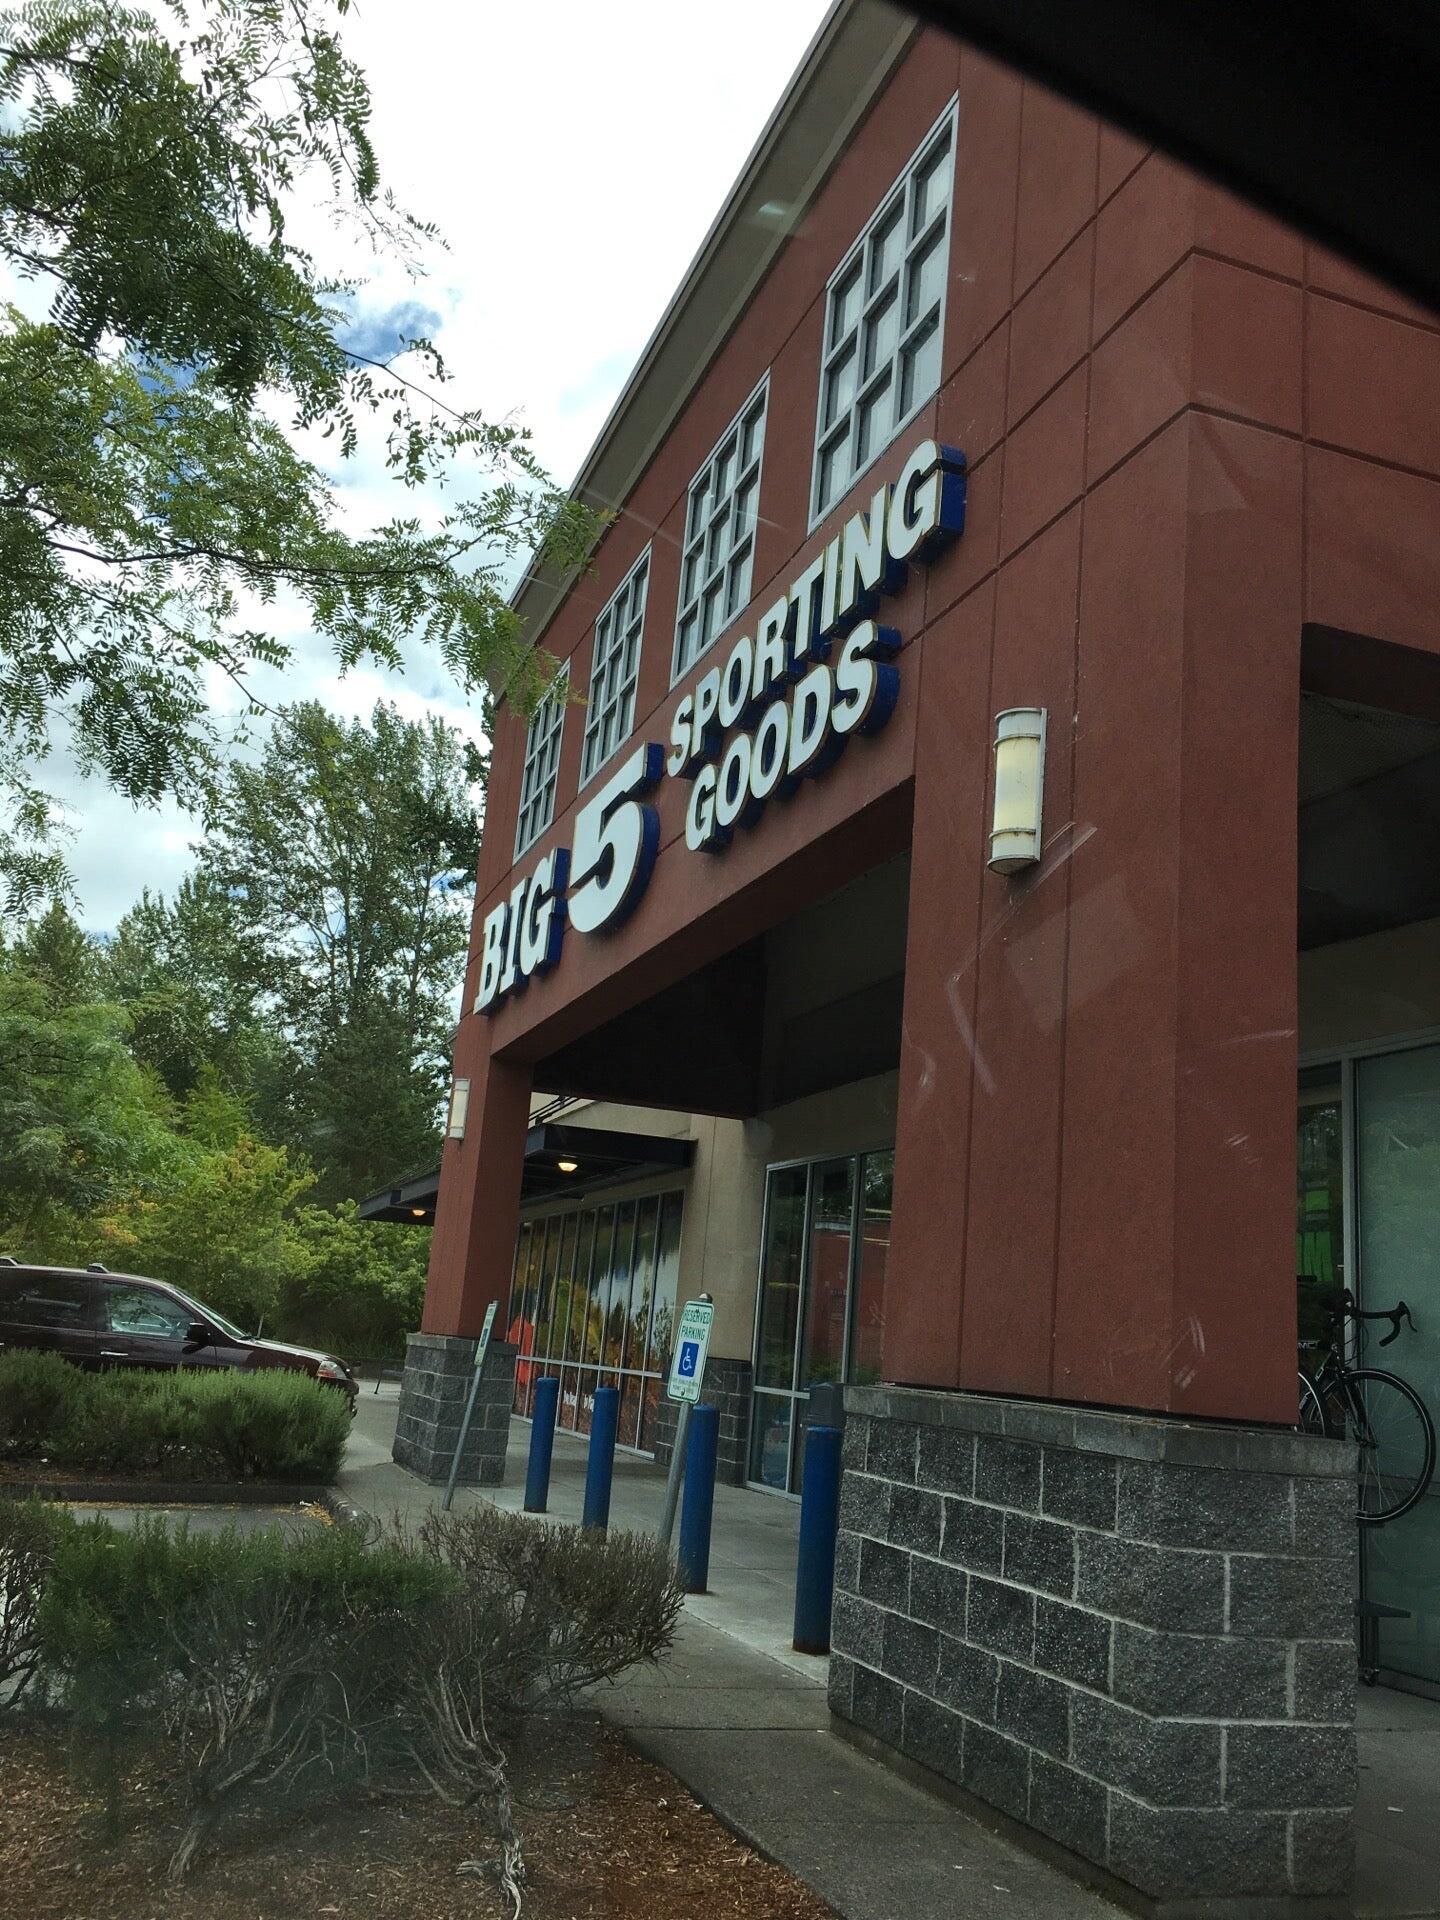 BIG 5 SPORTING
GOODS
RESERVED
PARKING